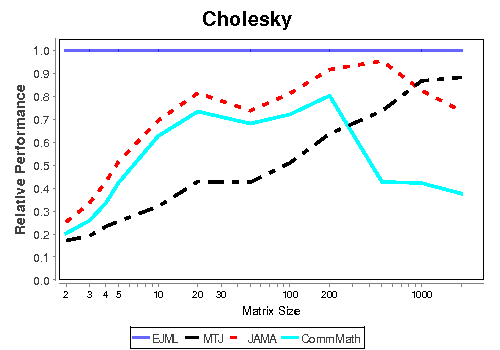 Cholesky
Relative Performance
1.0
0.9
0.8
0.7
0.6
0.5
0.4
0.3
0.2
0.1
0.0
2 3 4 5 10 20 30 100 200 1000
Matrix Size
EJML MTJ JAMA CommMath